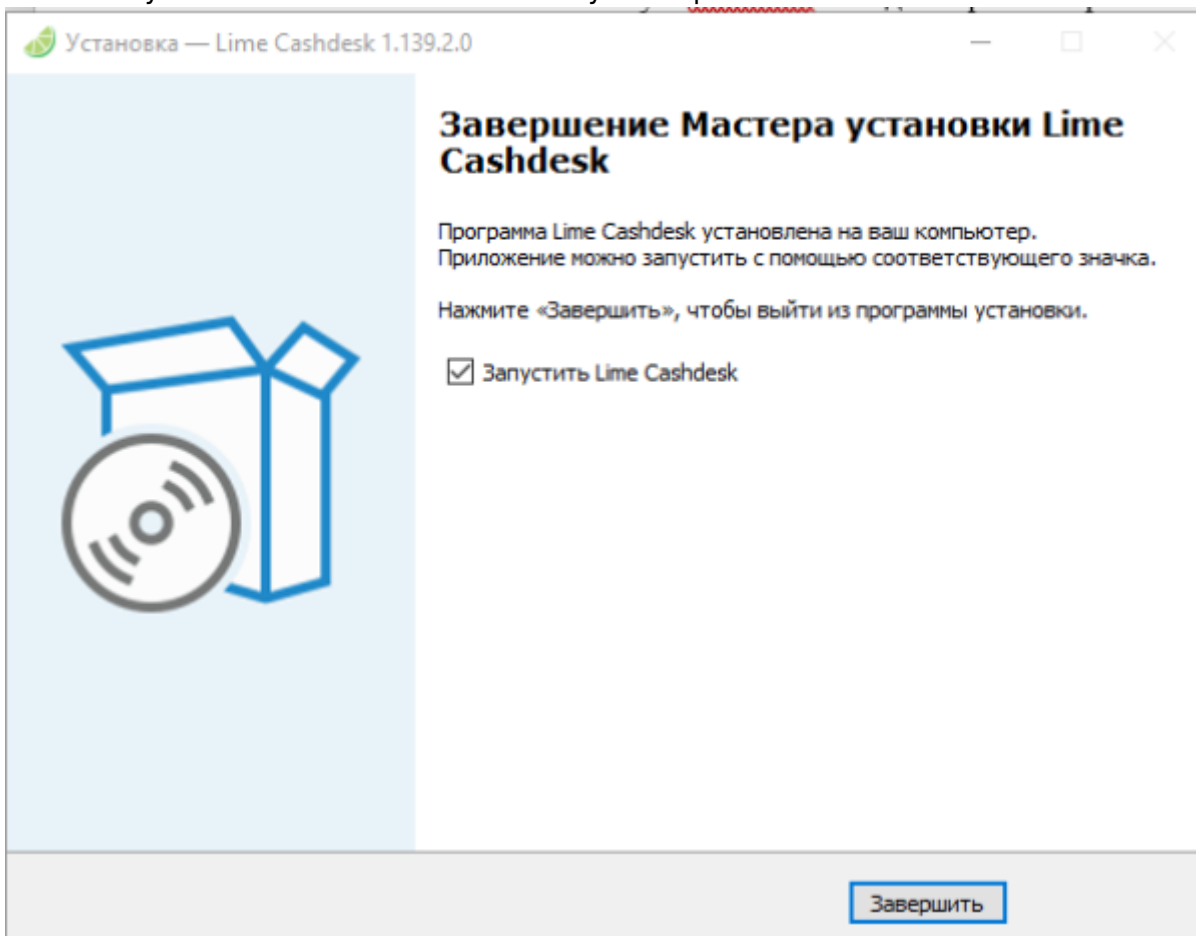 Установка — Lime Cashdesk 1.139.2.0
Завершение Мастера установки Lime
Cashdesk
Программа Lime Cashdesk установлена на ваш компьютер.
Приложение можно запустить с помощью соответствующего значка.
Нажмите «Завершить», чтобы выйти из программы установки.
Запустить Lime Cashdesk
Завершить